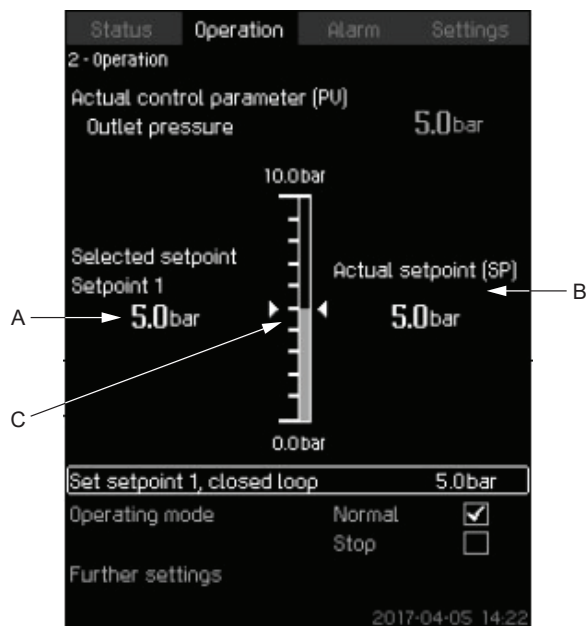 Status Operation Alarm Settings
2 - Operation
Actual control parameter (PV)
Outlet pressure 5.0bar
10.0bar
Selected setpoint
Setpoint 1
Actual setpoint (SP)
B
A
5.0bar
5.0bar
C
0.0bar
Set setpoint 1, closed loop 5.0bar
Operating mode Normal
Stop
Further settings
2017-04-05 14:22